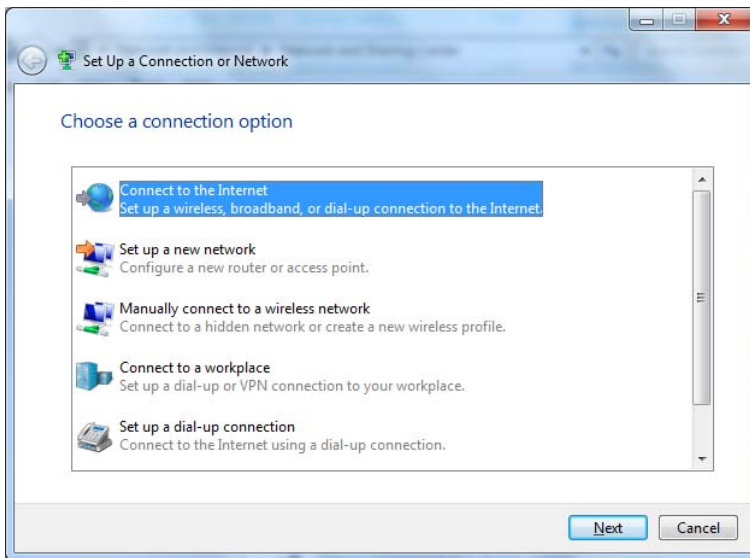 Set Up a Connection or Network
Choose a connection option
Connect to the Internet
Set up a wireless, broadband, or dial-up connection to the Internet.
Set up a new network
Configure a new router or access point.
Manually connect to a wireless network
Connect to a hidden network or create a new wireless profile.
Connect to a workplace
Set up a dial-up or VPN connection to your workplace.
Set up a dial-up connection
Connect to the Internet using a dial-up connection.
Next Cancel